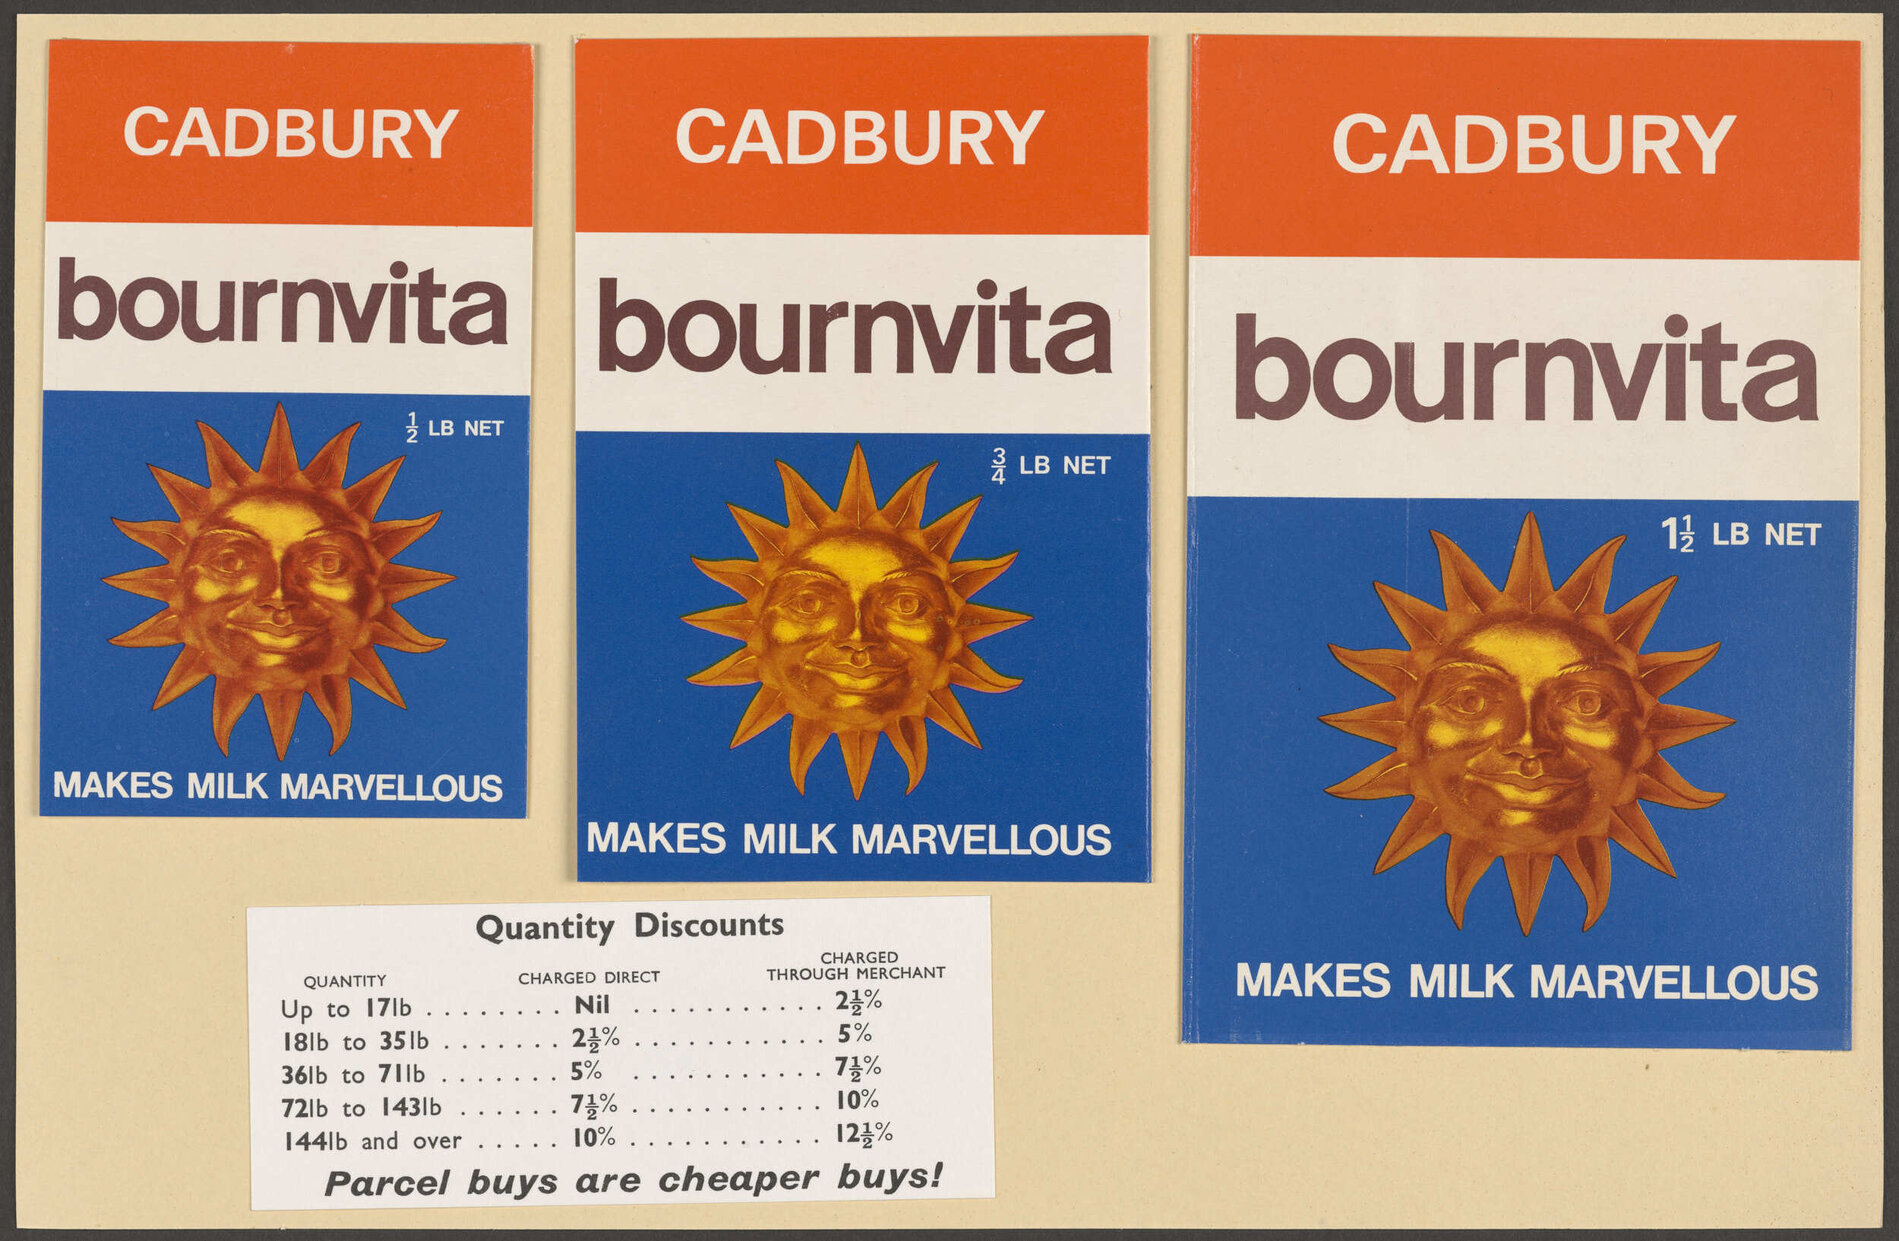 CADBURY
bournvita
½ LB NET
MAKES MILK MARVELLOUS
CADBURY
bournvita
¾ LB NET
MAKES MILK MARVELLOUS
CADBURY
bournvita
1½ LB NET
MAKES MILK MARVELLOUS
Quantity Discounts
QUANTITY CHARGED DIRECT CHARGED THROUGH MERCHANT
Up to 17lb ........ Nil ........... 2½%
18lb to 35lb ....... 2½% ........... 5%
36lb to 71lb ....... 5% ........... 7½%
72lb to 143lb ...... 7½% ........... 10%
144lb and over ..... 10% ........... 12½%
Parcel buys are cheaper buys!